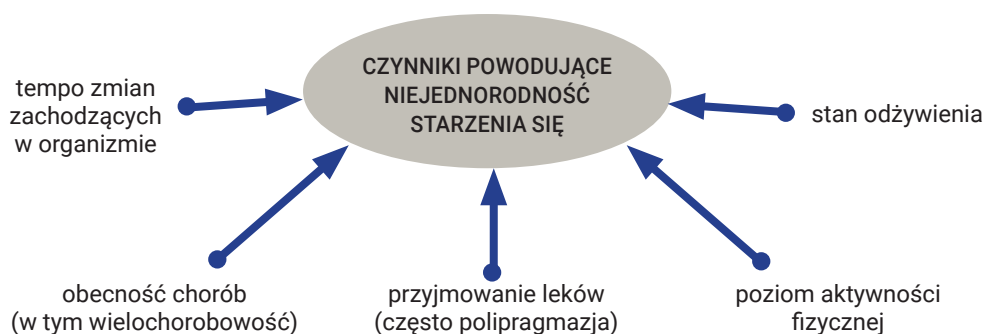 CZYNNIKI POWODUJĄCE
NIEJEDNORODNOŚĆ
STARZENIA SIĘ
tempo zmian
zachodzących
w organizmie
stan odżywienia
obecność chorób
(w tym wielochorobowość)
przyjmowanie leków
(często polipragmazja)
poziom aktywności
fizycznej